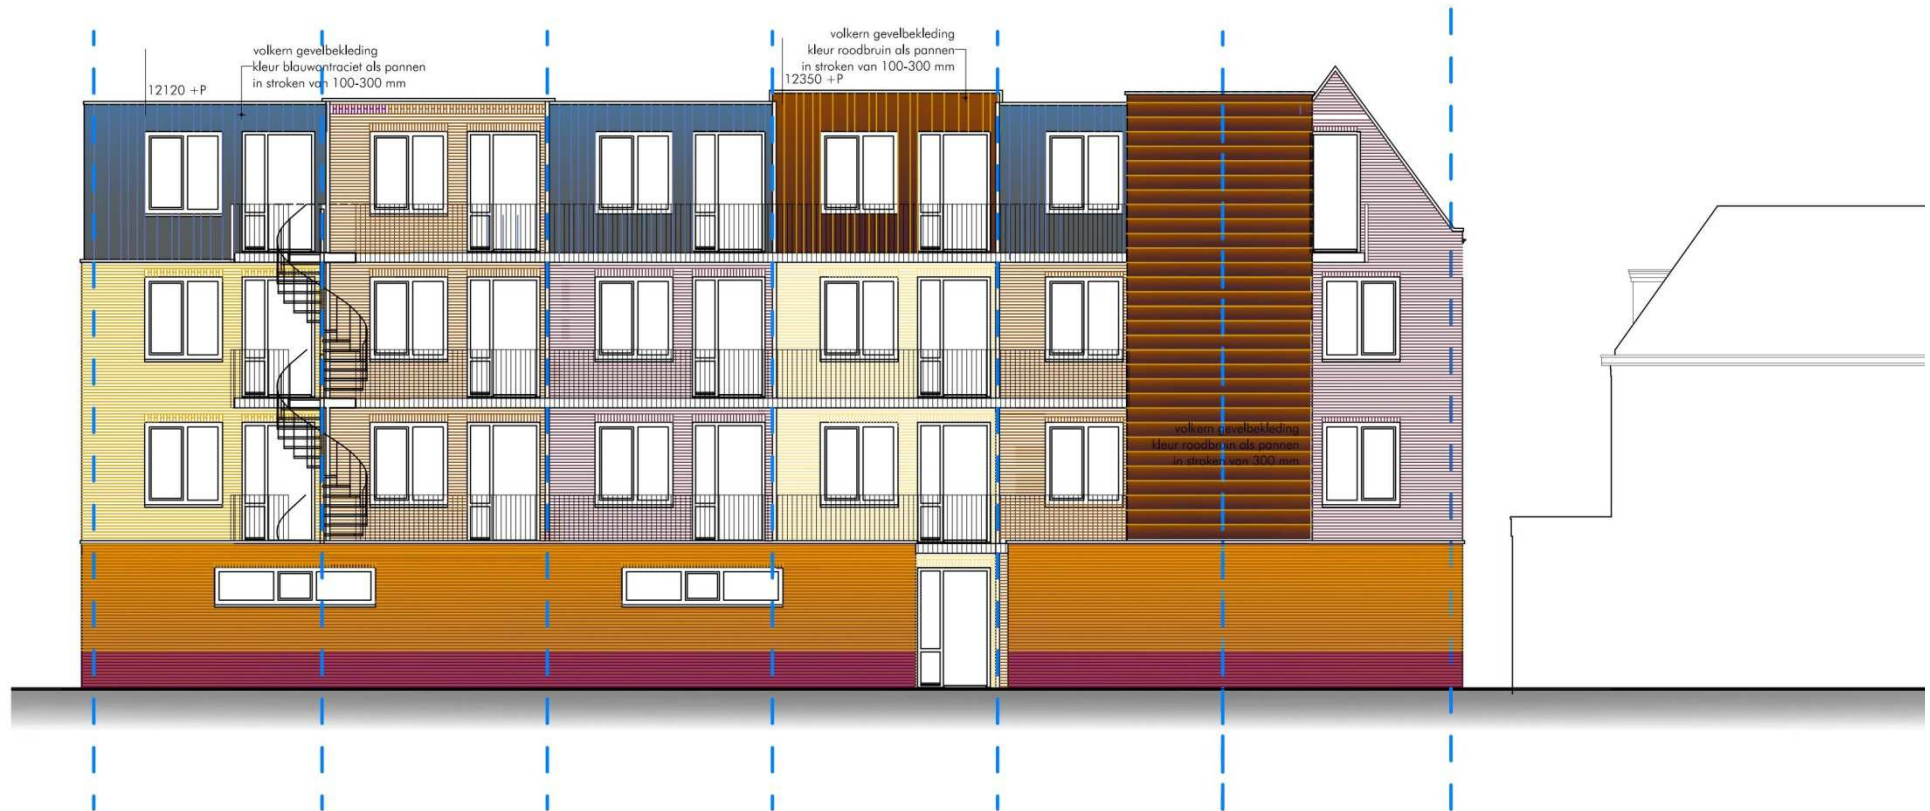 volkern gevelbekleding
kleur blauwantraciet als pannen
in stroken van 100-300 mm
12120 +P
volkern gevelbekleding
kleur roodbruin als pannen
in stroken van 100-300 mm
12350 +P
volkern gevelbekleding
kleur roodbruin als pannen
in stroken van 300 mm